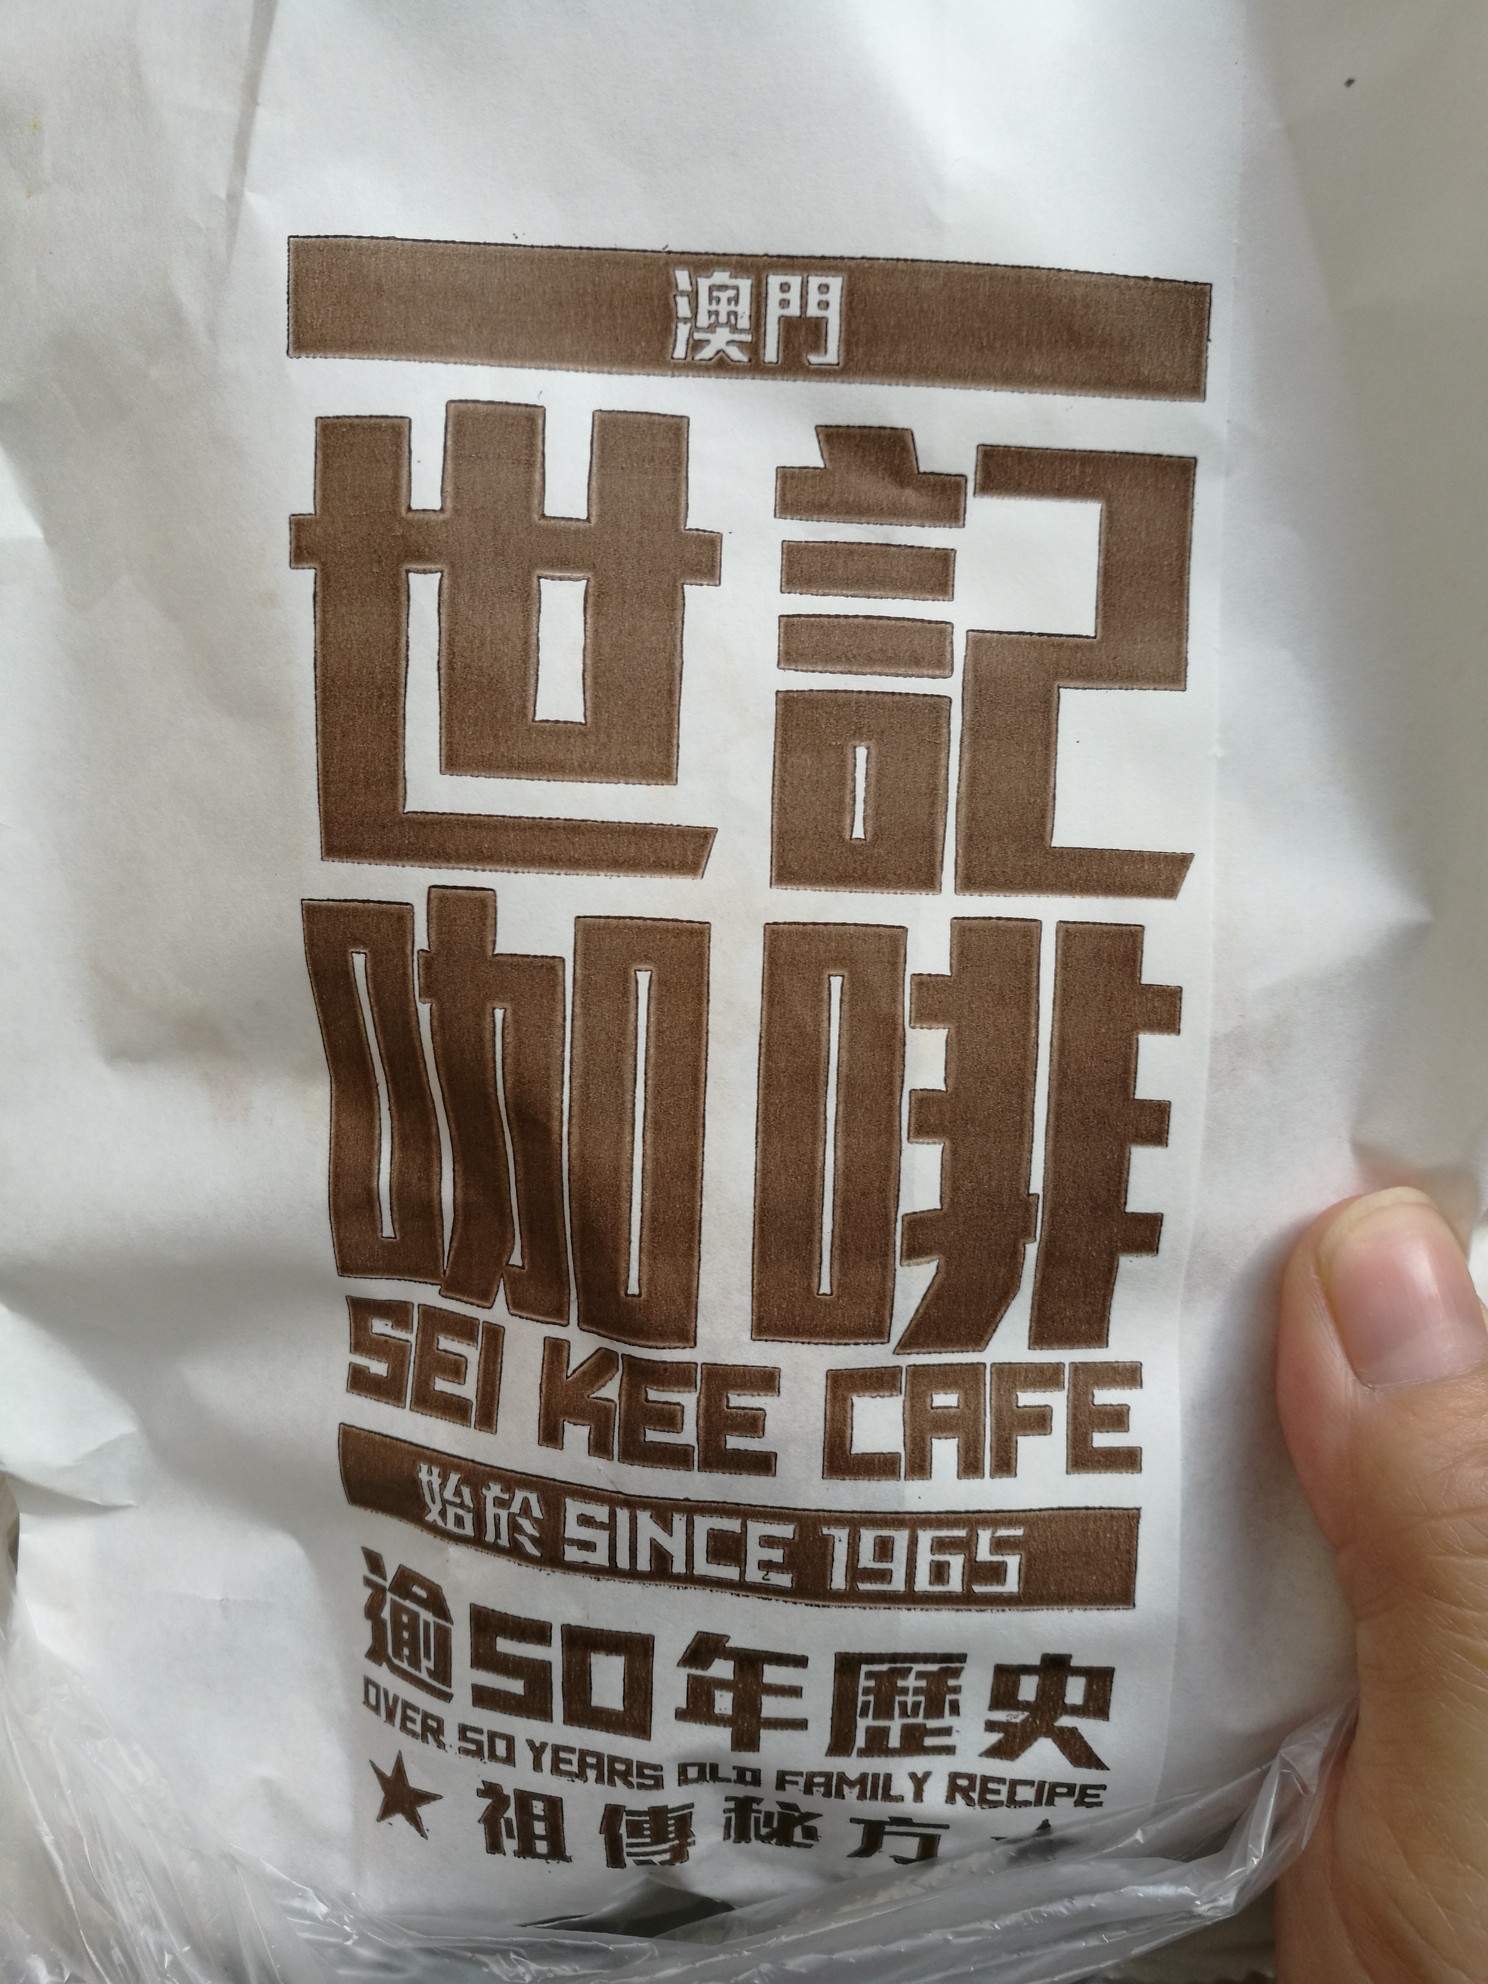 澳門
世記
咖啡
SEI KEE CAFE
始於 SINCE 1965
逾50年歷史
OVER 50 YEARS OLD FAMILY RECIPE
★ 祖傳秘方 ★